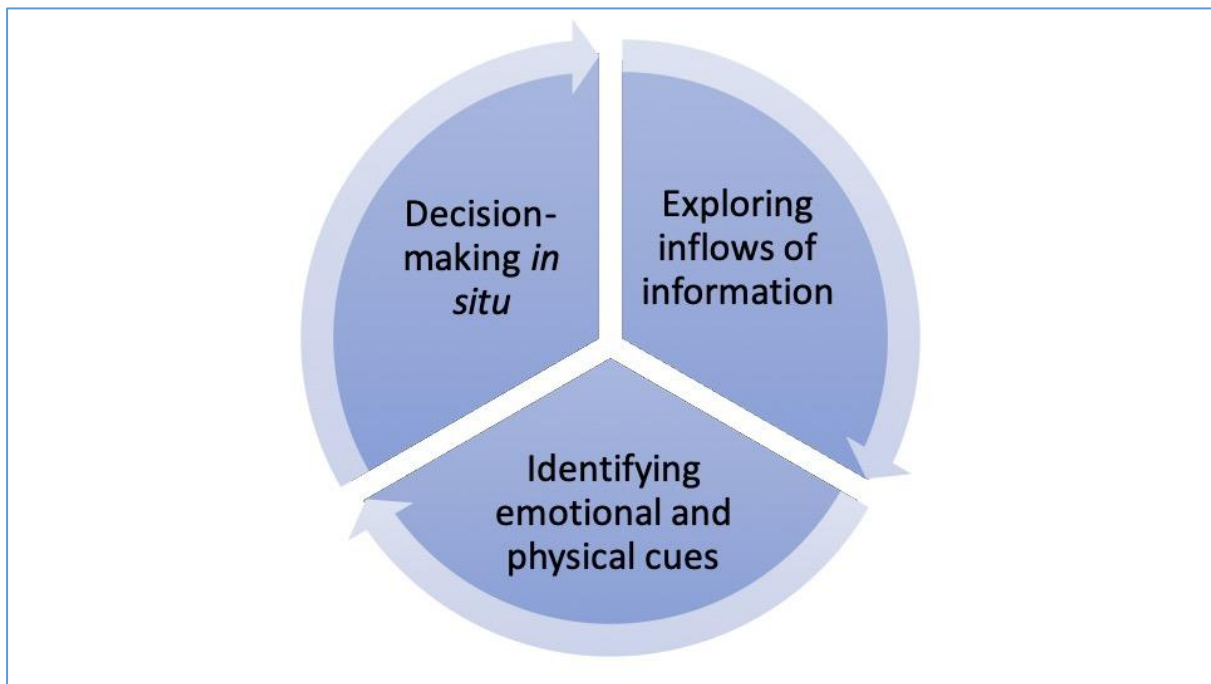 Decision-
making in
situ
Exploring
inflows of
information
Identifying
emotional and
physical cues